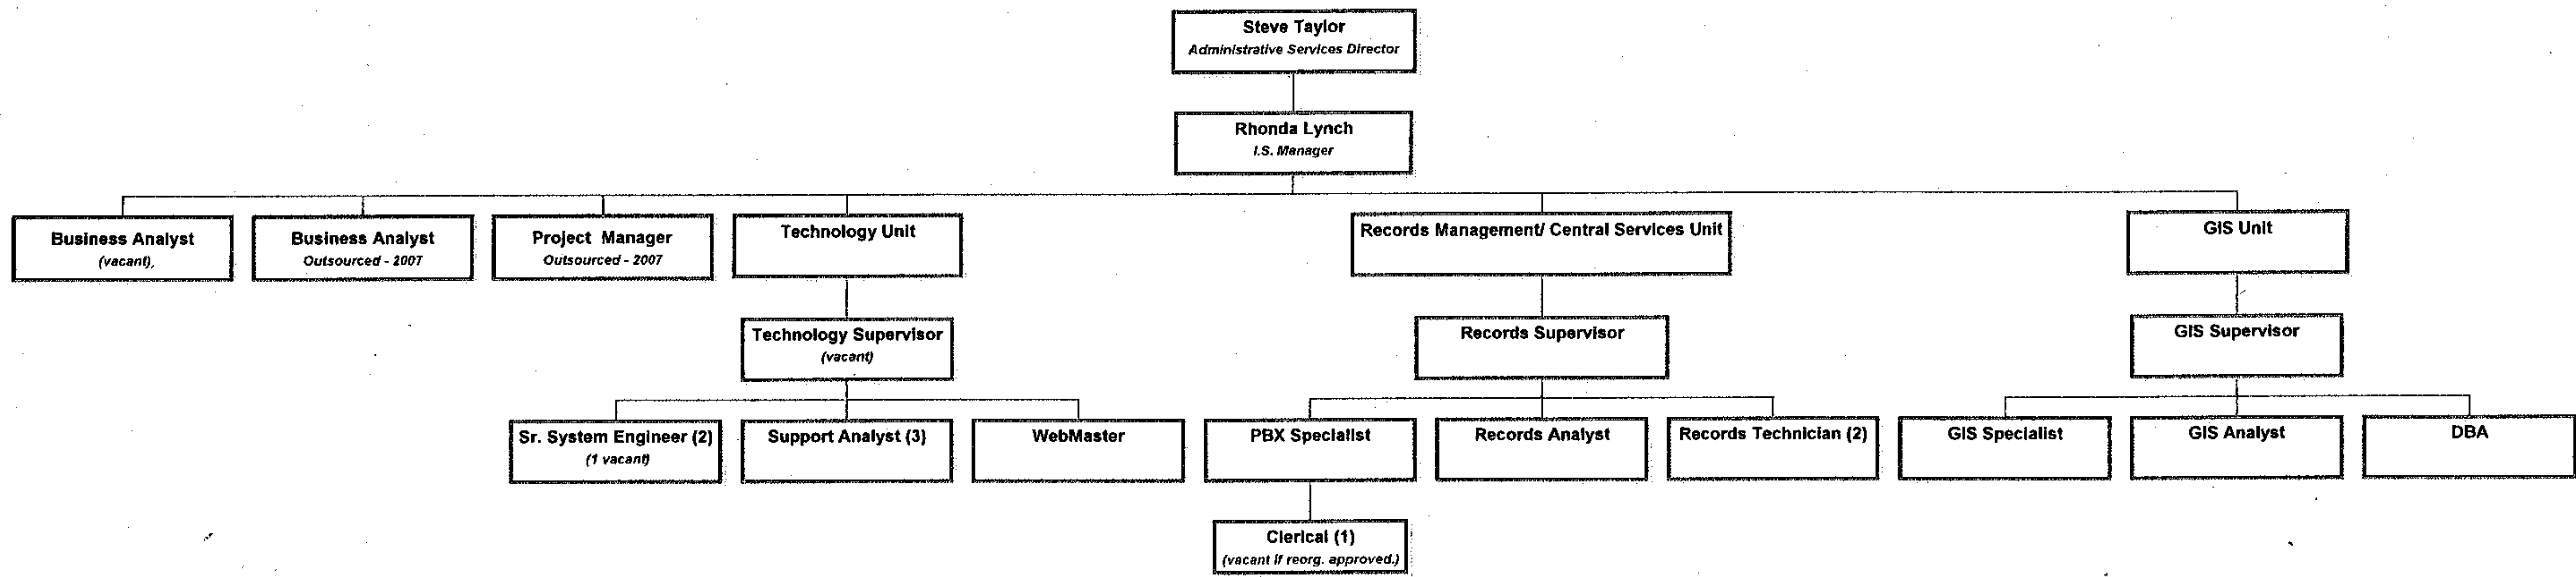 Steve Taylor
Administrative Services Director
Rhonda Lynch
I.S. Manager
Business Analyst
(vacant),
Business Analyst
Outsourced - 2007
Project Manager
Outsourced - 2007
Technology Unit
Records Management/ Central Services Unit
GIS Unit
Technology Supervisor
(vacant)
Records Supervisor
GIS Supervisor
Sr. System Engineer (2)
(1 vacant)
Support Analyst (3)
WebMaster
PBX Specialist
Records Analyst
Records Technician (2)
GIS Specialist
GIS Analyst
DBA
Clerical (1)
(vacant if reorg. approved.)